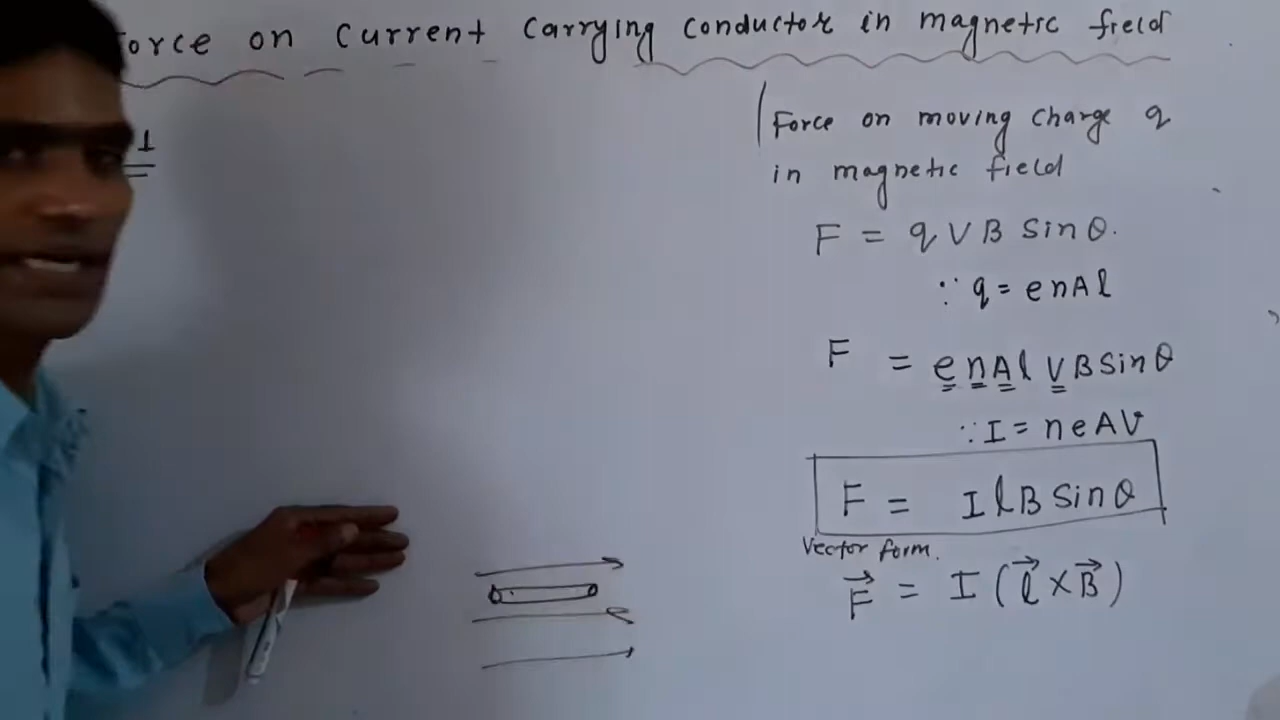 orce on current carrying conductor in magnetic field
1
Force on moving charge q
in magnetic field
F = qVB Sinθ.
∵ q = enAl
F = enAl VB Sinθ
∵ I = neAV
F = IlB Sinθ
Vector form.
F⃗ = I (l⃗ × B⃗)